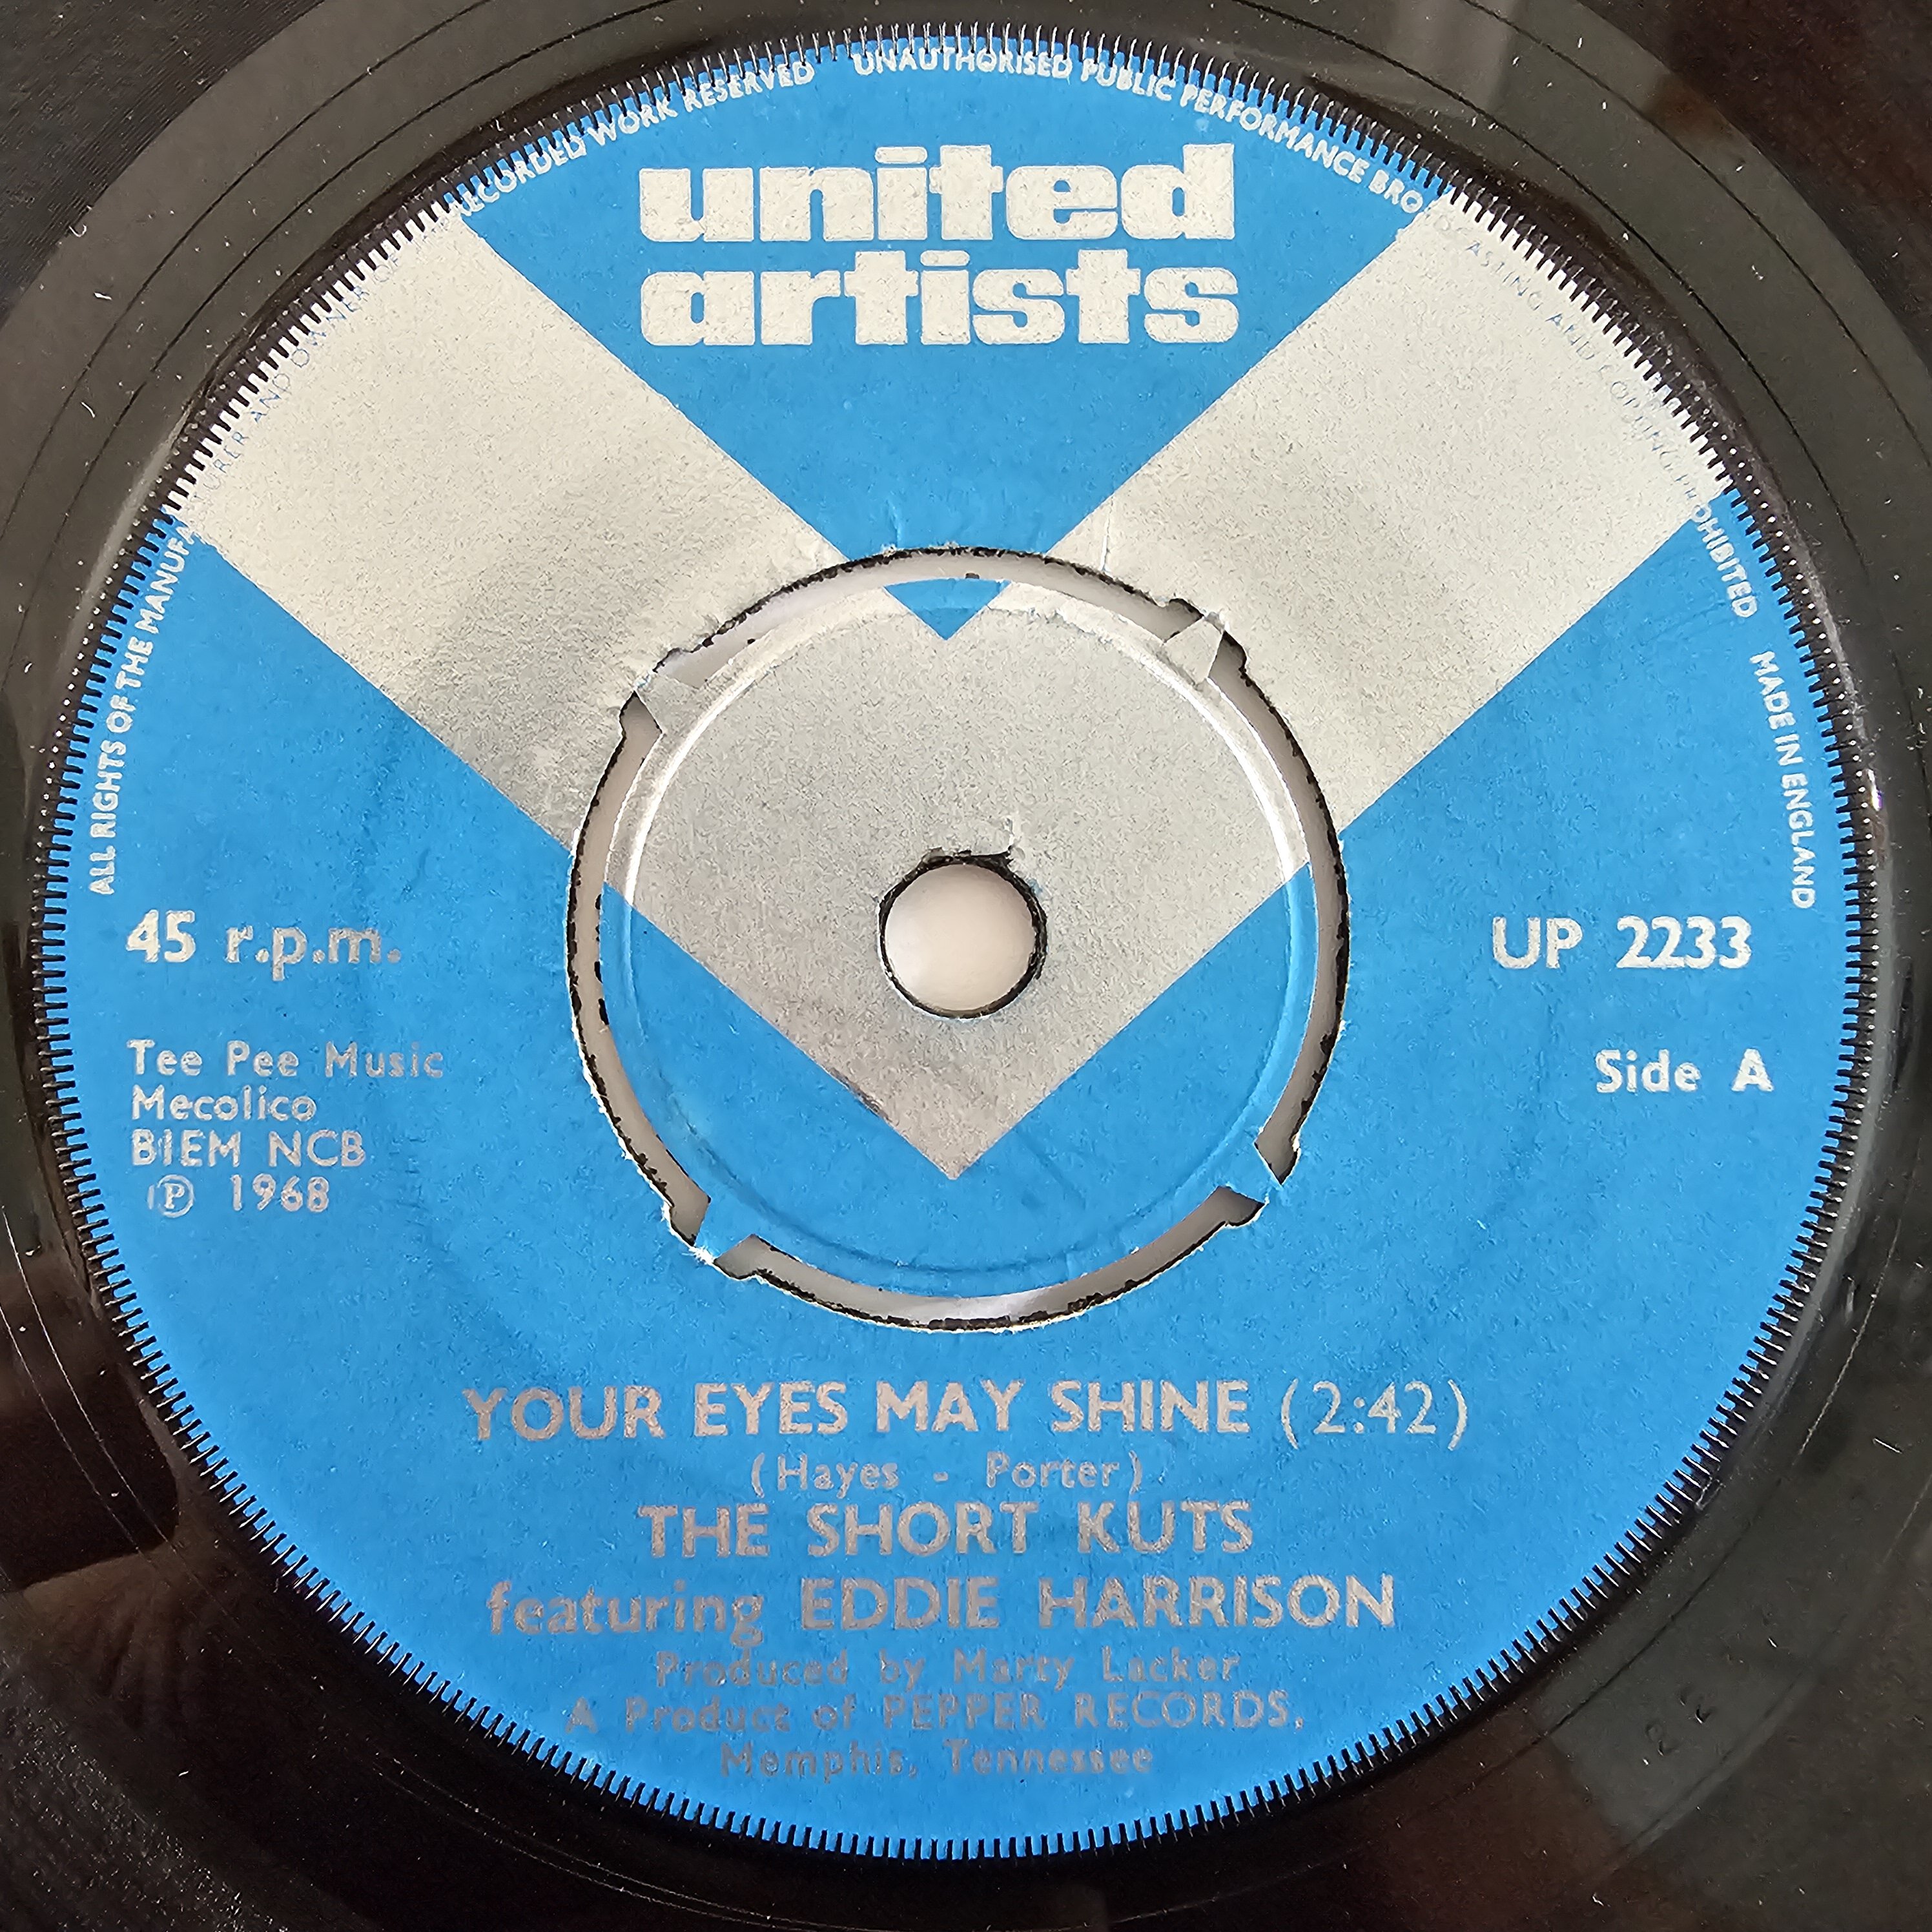 ALL RIGHTS OF THE MANUFACTURER AND OWNER OF RECORDED WORK RESERVED UNAUTHORISED PUBLIC PERFORMANCE BROADCASTING AND COPYING PROHIBITED MADE IN ENGLAND
united
artists
45 r.p.m.
UP 2233
Tee Pee Music
Mecolico
BIEM NCB
Ⓟ 1968
Side A
YOUR EYES MAY SHINE (2:42)
(Hayes - Porter)
THE SHORT KUTS
featuring EDDIE HARRISON
Produced by Marty Lacker
A Product of PEPPER RECORDS,
Memphis, Tennessee